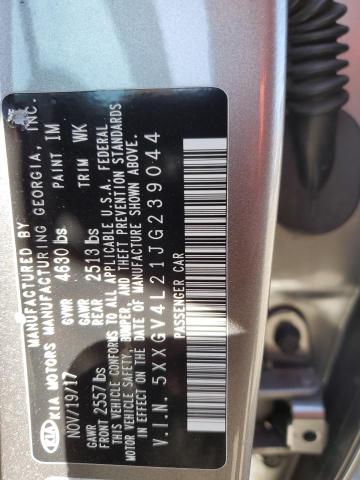 KIA MANUFACTURED BY
KIA MOTORS MANUFACTURING GEORGIA, INC.
NOV/19/17 GVWR 4630 lbs PAINT IM
GAWR FRONT 2557 lbs GAWR REAR 2513 lbs TRIM WK
THIS VEHICLE CONFORMS TO ALL APPLICABLE U.S.A. FEDERAL
MOTOR VEHICLE SAFETY, BUMPER, AND THEFT PREVENTION STANDARDS
IN EFFECT ON THE DATE OF MANUFACTURE SHOWN ABOVE.
V.I.N. 5XXGV4L21JG239044
PASSENGER CAR